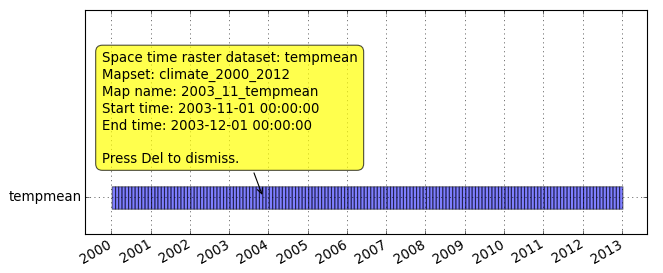 Space time raster dataset: tempmean
Mapset: climate_2000_2012
Map name: 2003_11_tempmean
Start time: 2003-11-01 00:00:00
End time: 2003-12-01 00:00:00
Press Del to dismiss.
tempmean
2000 2001 2002 2003 2004 2005 2006 2007 2008 2009 2010 2011 2012 2013